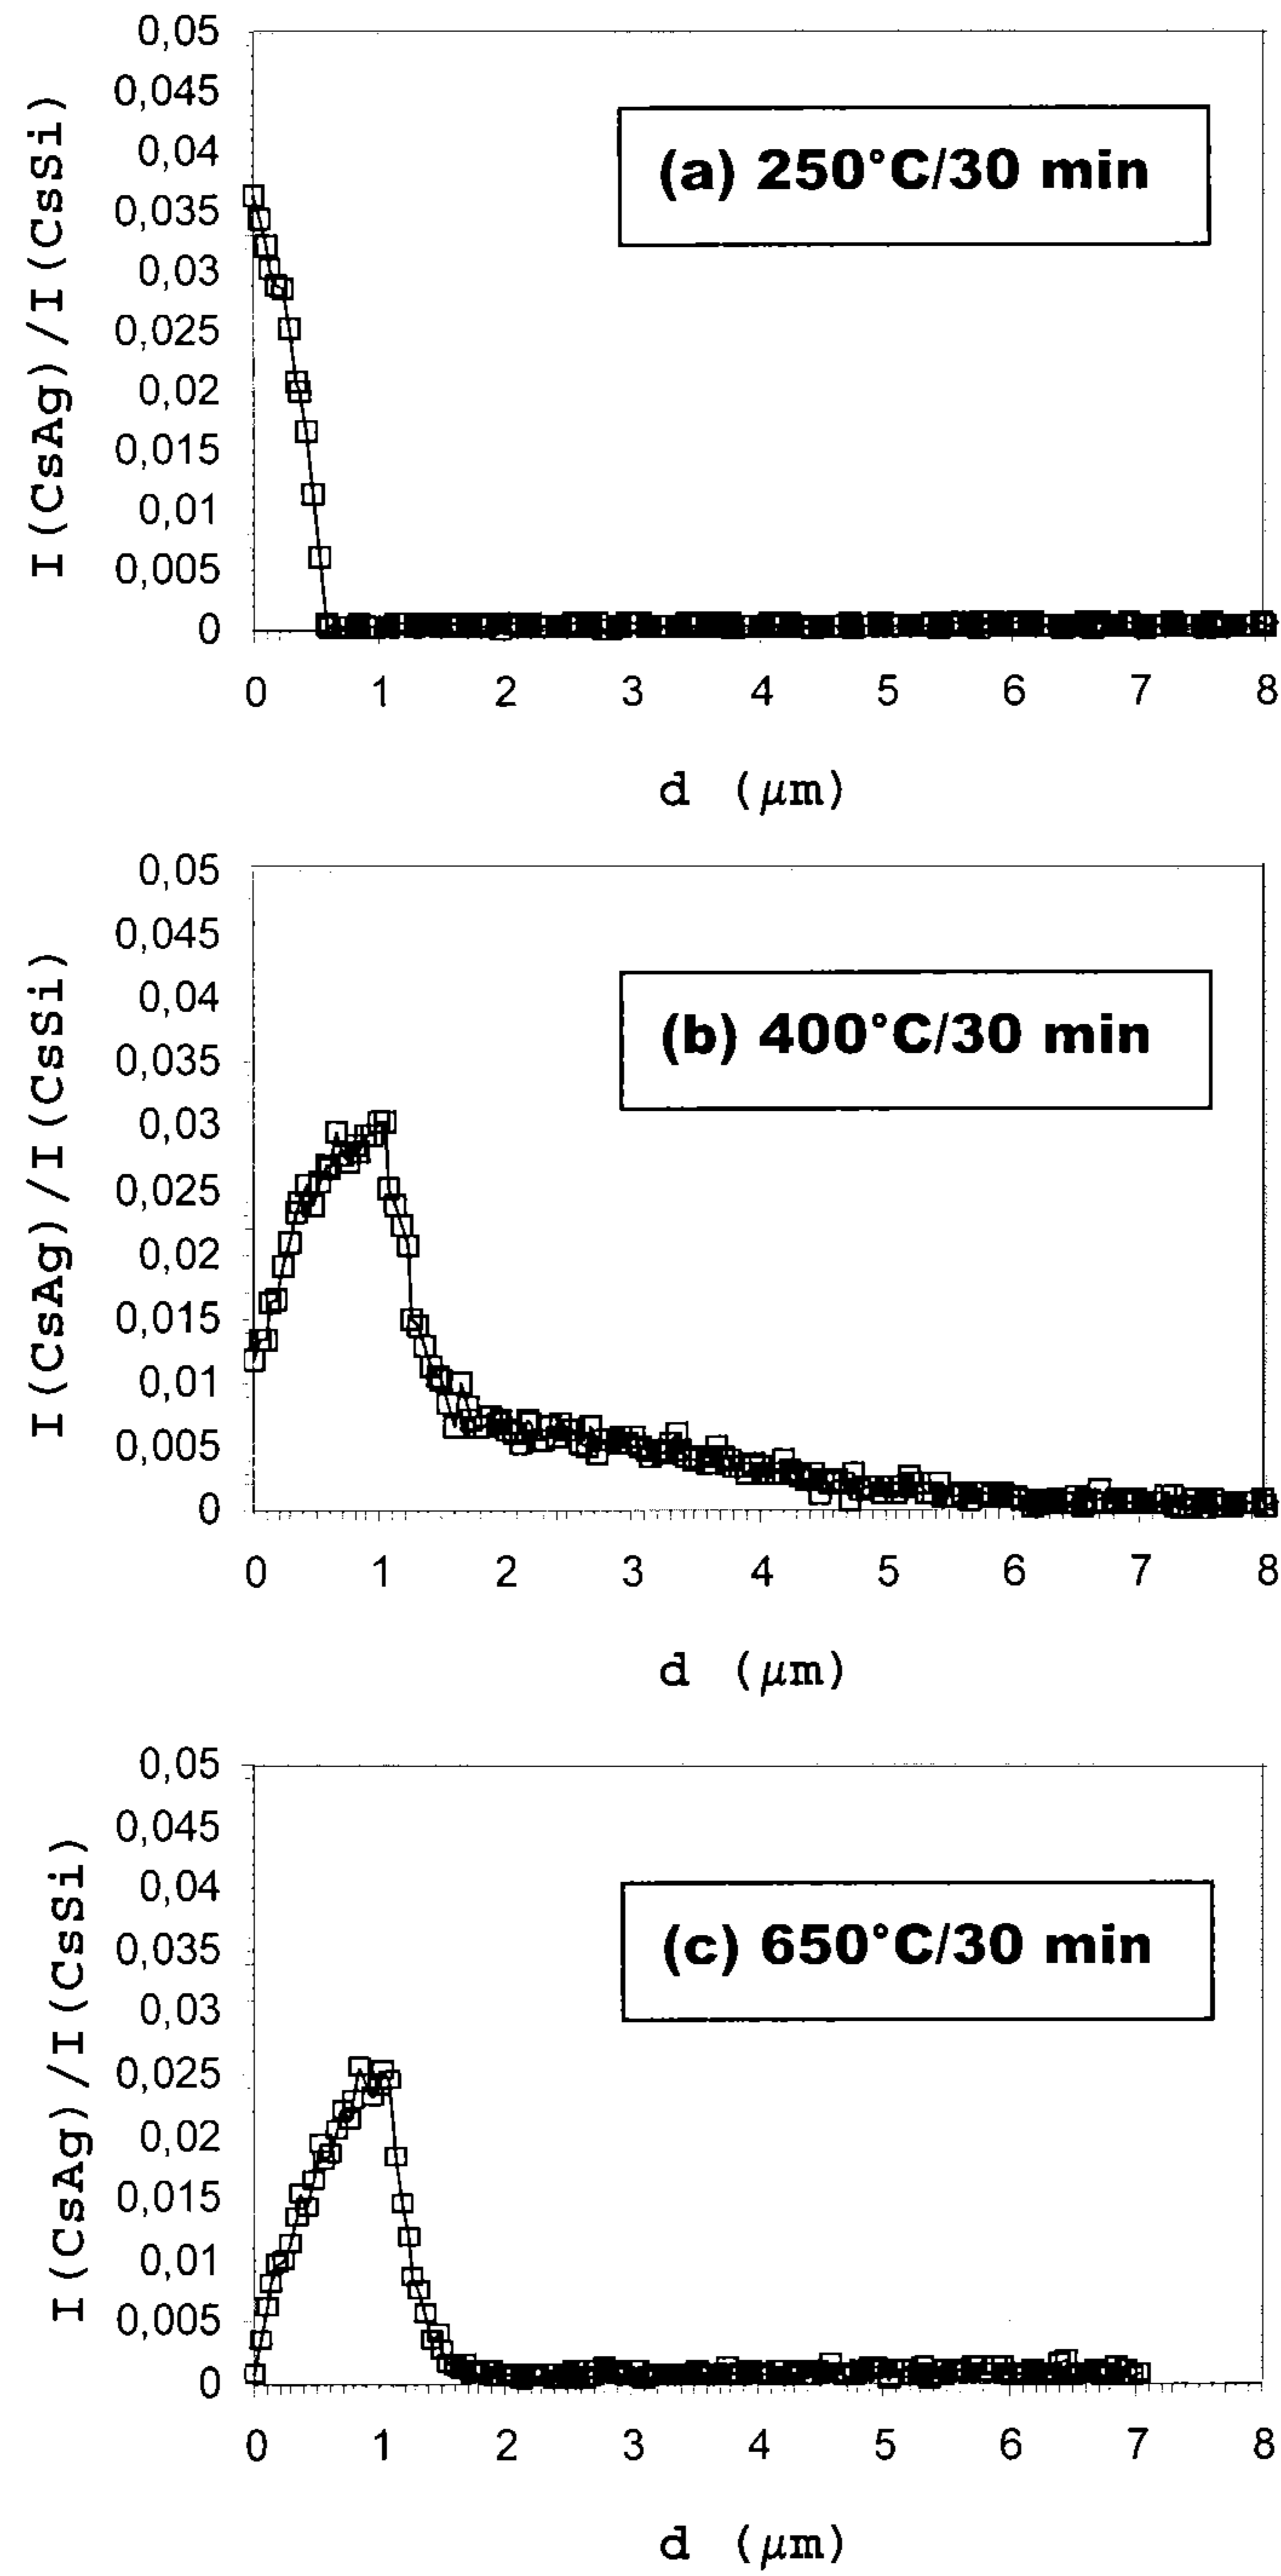 I(CsAg)/I(CsSi)
0,05
0,045
0,04
0,035
0,03
0,025
0,02
0,015
0,01
0,005
0
(a) 250°C/30 min
0 1 2 3 4 5 6 7 8
d (μm)
I(CsAg)/I(CsSi)
0,05
0,045
0,04
0,035
0,03
0,025
0,02
0,015
0,01
0,005
0
(b) 400°C/30 min
0 1 2 3 4 5 6 7 8
d (μm)
I(CsAg)/I(CsSi)
0,05
0,045
0,04
0,035
0,03
0,025
0,02
0,015
0,01
0,005
0
(c) 650°C/30 min
0 1 2 3 4 5 6 7 8
d (μm)